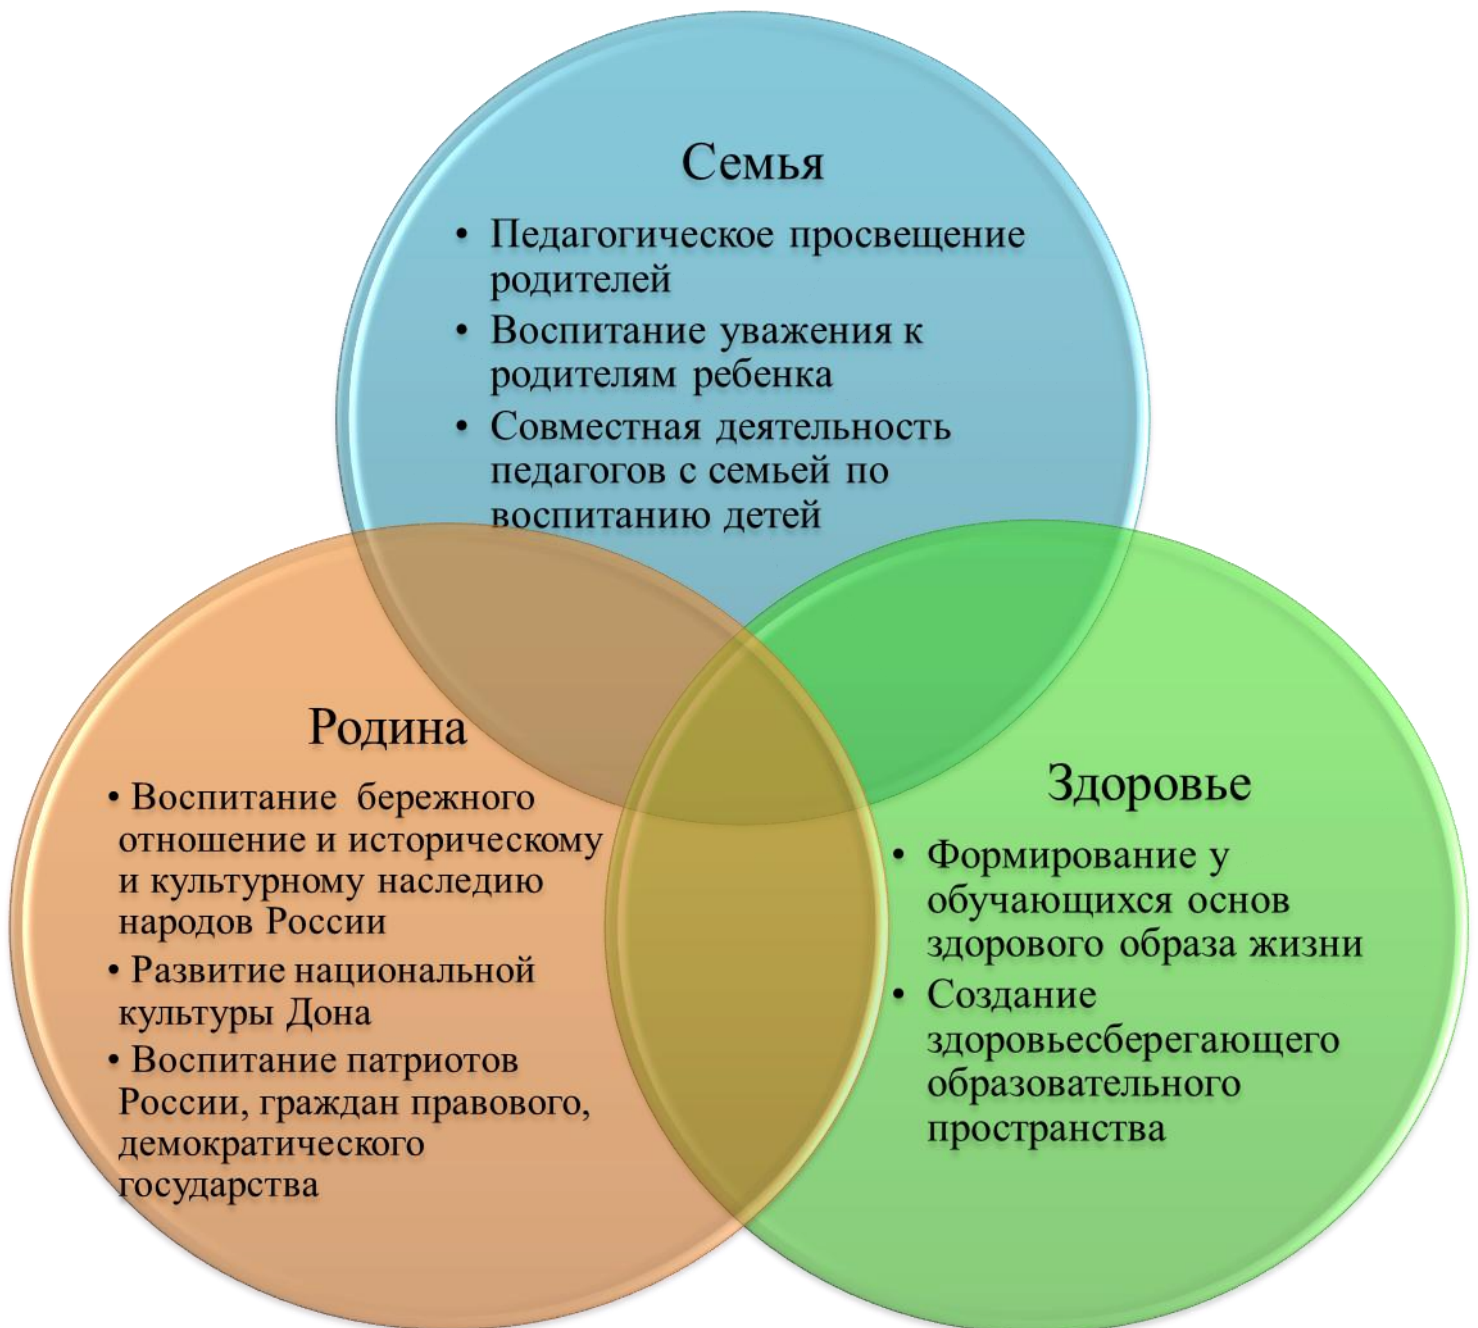 Семья
• Педагогическое просвещение
родителей
• Воспитание уважения к
родителям ребенка
• Совместная деятельность
педагогов с семьей по
воспитанию детей
Родина
• Воспитание бережного
отношение и историческому
и культурному наследию
народов России
• Развитие национальной
культуры Дона
• Воспитание патриотов
России, граждан правового,
демократического
государства
Здоровье
• Формирование у
обучающихся основ
здорового образа жизни
• Создание
здоровьесберегающего
образовательного
пространства